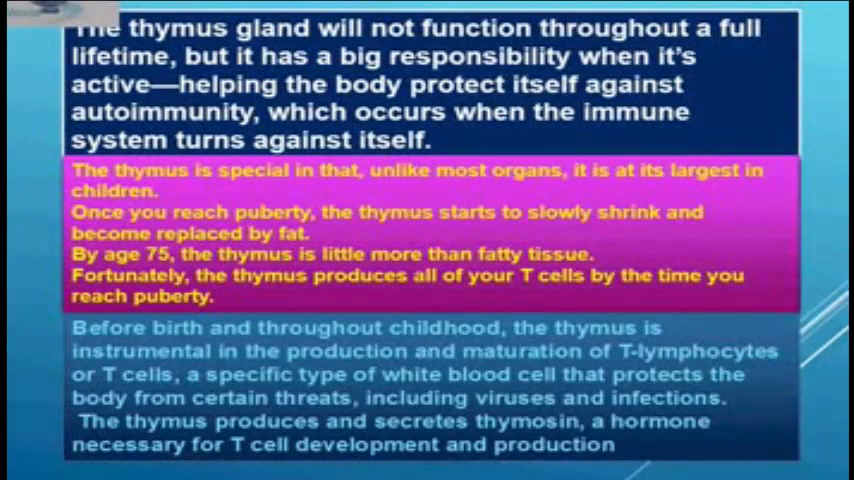 The thymus gland will not function throughout a full
lifetime, but it has a big responsibility when it's
active—helping the body protect itself against
autoimmunity, which occurs when the immune
system turns against itself.
The thymus is special in that, unlike most organs, it is at its largest in
children.
Once you reach puberty, the thymus starts to slowly shrink and
become replaced by fat.
By age 75, the thymus is little more than fatty tissue.
Fortunately, the thymus produces all of your T cells by the time you
reach puberty.
Before birth and throughout childhood, the thymus is
instrumental in the production and maturation of T-lymphocytes
or T cells, a specific type of white blood cell that protects the
body from certain threats, including viruses and infections.
The thymus produces and secretes thymosin, a hormone
necessary for T cell development and production